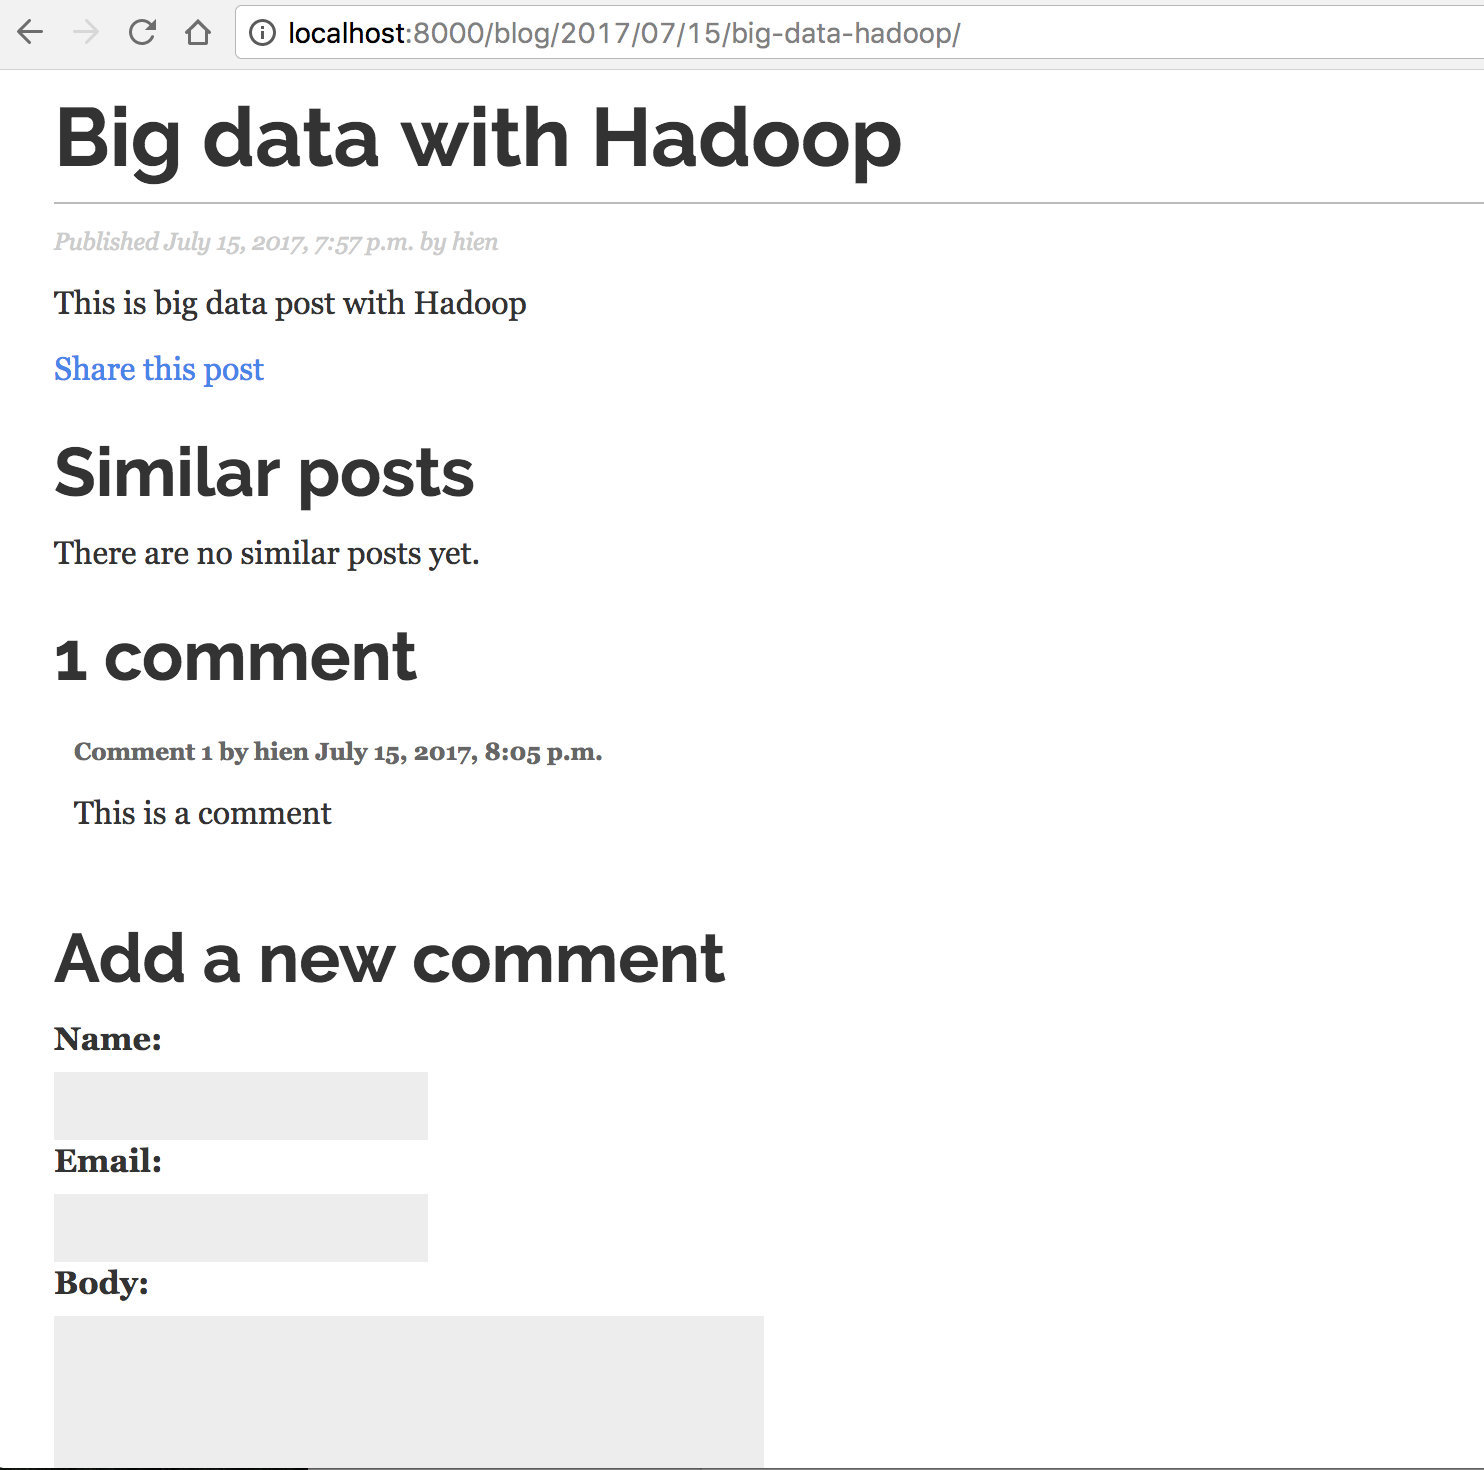 localhost:8000/blog/2017/07/15/big-data-hadoop/
Big data with Hadoop
Published July 15, 2017, 7:57 p.m. by hien
This is big data post with Hadoop
Share this post
Similar posts
There are no similar posts yet.
1 comment
Comment 1 by hien July 15, 2017, 8:05 p.m.
This is a comment
Add a new comment
Name:
Email:
Body: